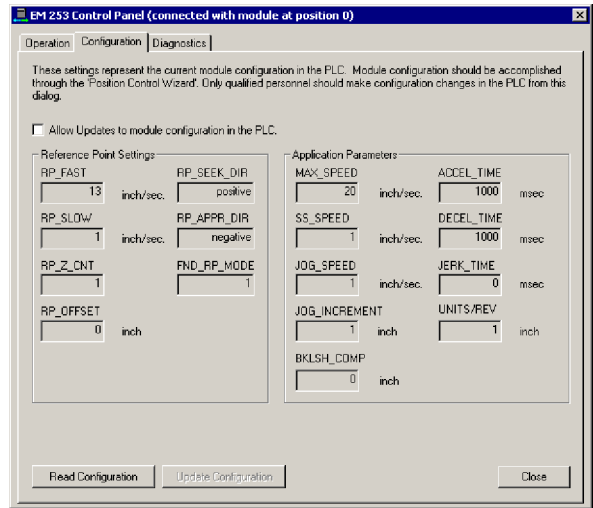 EM 253 Control Panel (connected with module at position 0)
Operation Configuration Diagnostics
These settings represent the current module configuration in the PLC. Module configuration should be accomplished
through the 'Position Control Wizard'. Only qualified personnel should make configuration changes in the PLC from this
dialog.
Allow Updates to module configuration in the PLC.
Reference Point Settings
RP_FAST RP_SEEK_DIR
13 inch/sec. positive
RP_SLOW RP_APPR_DIR
1 inch/sec. negative
RP_Z_CNT FND_RP_MODE
1 1
RP_OFFSET
0 inch
Application Parameters
MAX_SPEED ACCEL_TIME
20 inch/sec. 1000 msec
SS_SPEED DECEL_TIME
1 inch/sec. 1000 msec
JOG_SPEED JERK_TIME
1 inch/sec. 0 msec
JOG_INCREMENT UNITS/REV
1 inch 1 inch
BKLSH_COMP
0 inch
Read Configuration Update Configuration Close